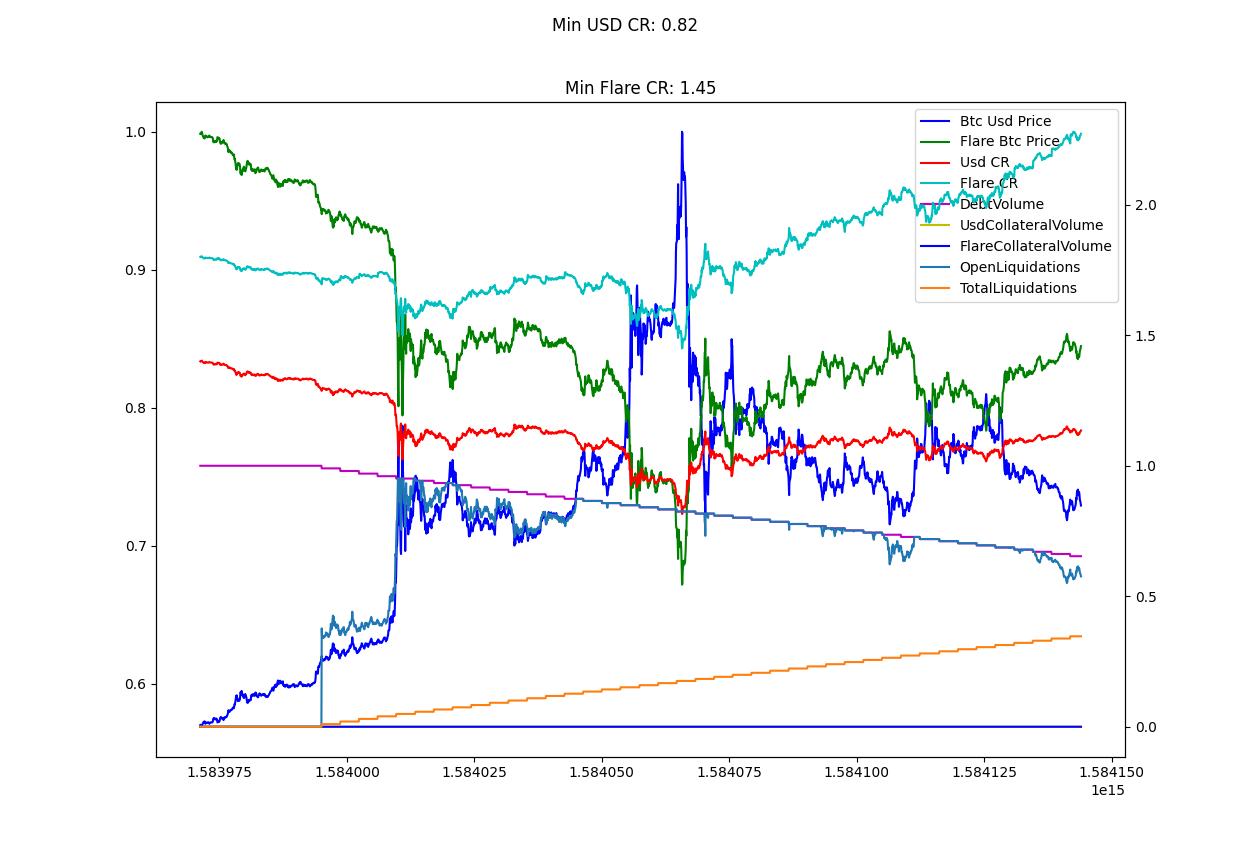 Min USD CR: 0.82
Min Flare CR: 1.45
1.0
0.9
0.8
0.7
0.6
Btc Usd Price
Flare Btc Price
Usd CR
Flare CR
DebtVolume
UsdCollateralVolume
FlareCollateralVolume
OpenLiquidations
TotalLiquidations
2.0
1.5
1.0
0.5
0.0
1.583975 1.584000 1.584025 1.584050 1.584075 1.584100 1.584125 1.584150
1e15